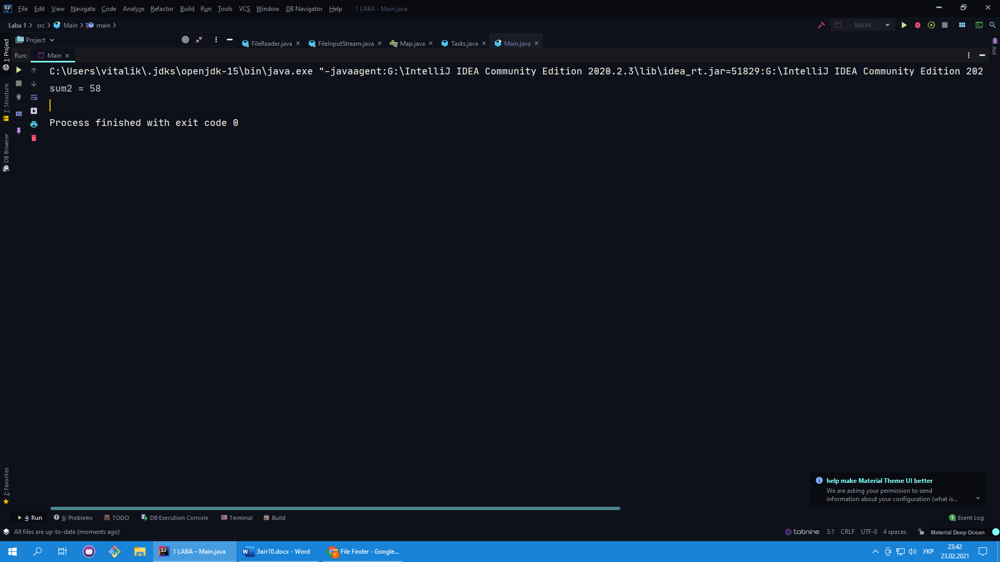 File Edit View Navigate Code Analyze Refactor Build Run Tools VCS Window DB Navigator Help 1 LABA - Main.java
Laba 1 src Main main MAIN
Project
FileReader.java FileInputStream.java Map.java Tasks.java Main.java
Run: Main
C:\Users\vitalik\.jdks\openjdk-15\bin\java.exe "-javaagent:G:\IntelliJ IDEA Community Edition 2020.2.3\lib\idea_rt.jar=51829:G:\IntelliJ IDEA Community Edition 202
sum2 = 58
Process finished with exit code 0
1: Project
7: Structure
DB Browser
2: Favorites
Ant
help make Material Theme UI better
We are asking your permission to send
information about your configuration (what is...
4: Run 6: Problems TODO DB Execution Console Terminal Build 1 Event Log
All files are up-to-date (moments ago) tabnine 3:1 CRLF UTF-8 4 spaces Material Deep Ocean
1 LABA – Main.java Звіт10.docx - Word File Finder - Google... УКР 23:42
23.02.2021